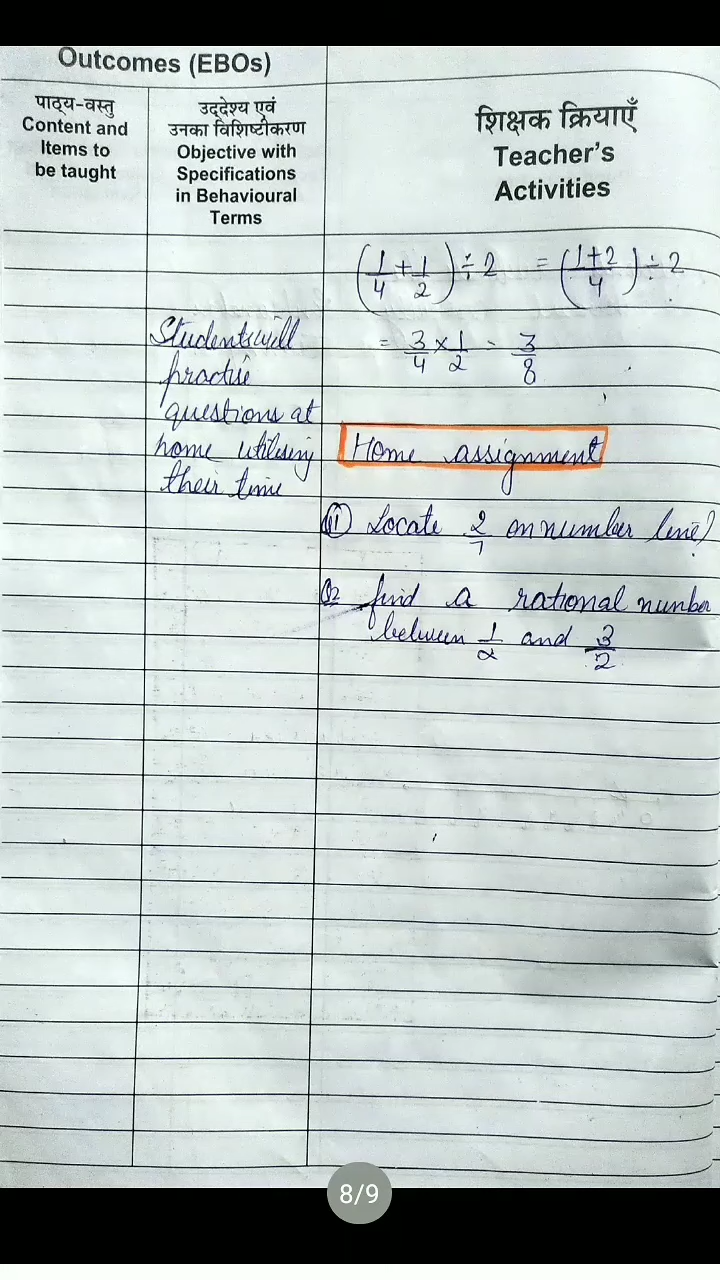 Outcomes (EBOs)
पाठ्य-वस्तु
Content and
Items to
be taught
उद्देश्य एवं
उनका विशिष्टीकरण
Objective with
Specifications
in Behavioural
Terms
शिक्षक क्रियाएँ
Teacher's
Activities
(1/4 + 1/2) ÷ 2 = (1+2/4) ÷ 2
= 3/4 × 1/2 - 3/8
Students will
practise
questions at
home utilising
their time
Home assignment
Q1 Locate 2/7 on number line?
Q2 find a rational number
between 1/2 and 3/2
8/9